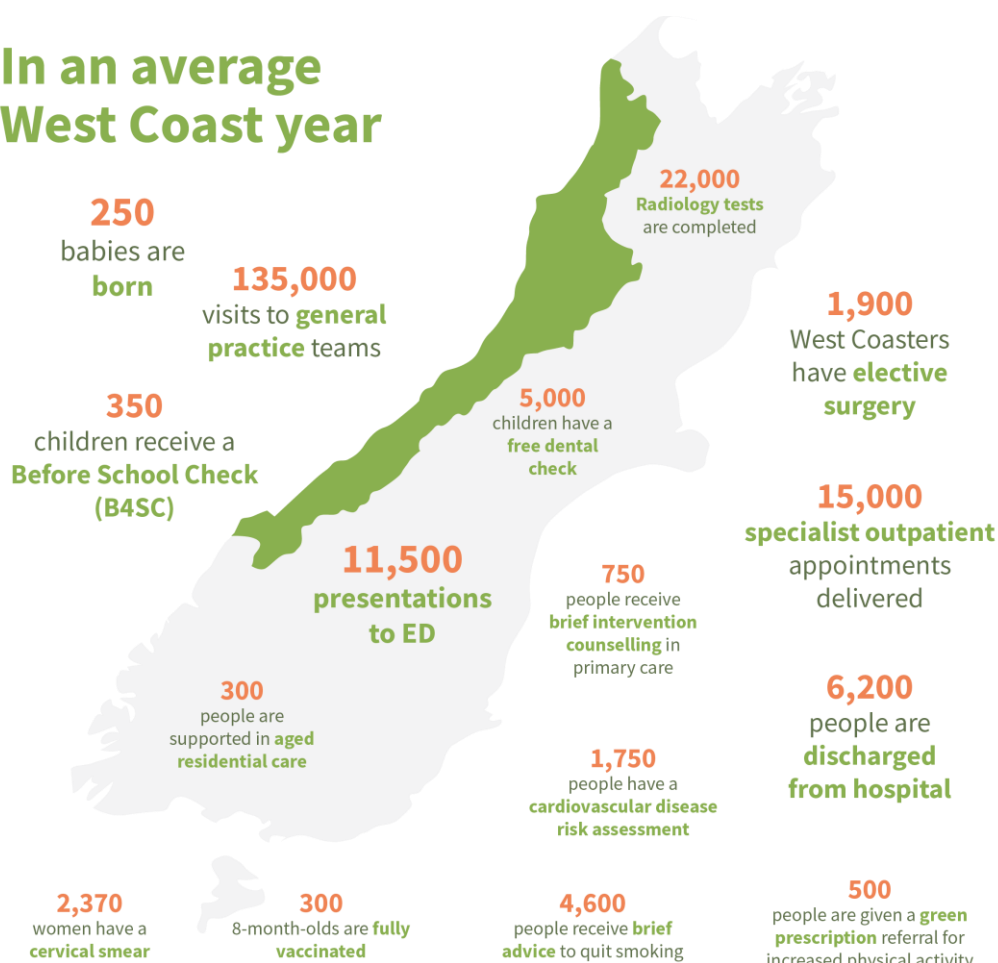 In an average
West Coast year
250
babies are
born
135,000
visits to general
practice teams
350
children receive a
Before School Check
(B4SC)
22,000
Radiology tests
are completed
1,900
West Coasters
have elective
surgery
5,000
children have a
free dental
check
15,000
specialist outpatient
appointments
delivered
11,500
presentations
to ED
750
people receive
brief intervention
counselling in
primary care
300
people are
supported in aged
residential care
6,200
people are
discharged
from hospital
1,750
people have a
cardiovascular disease
risk assessment
2,370
women have a
cervical smear
300
8-month-olds are fully
vaccinated
4,600
people receive brief
advice to quit smoking
500
people are given a green
prescription referral for
increased physical activity